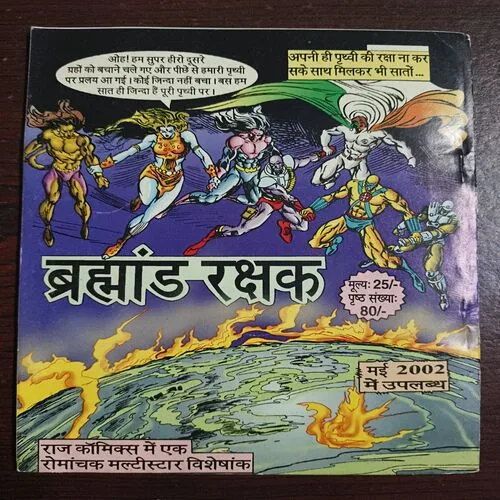 ओह! हम सुपर हीरो दूसरे
ग्रहों को बचाने चले गए और पीछे से हमारी पृथ्वी
पर प्रलय आ गई । कोई जिन्दा नहीं बचा । बस हम
सात ही जिन्दा हैं पूरी पृथ्वी पर ।
अपनी ही पृथ्वी की रक्षा ना कर
सके साथ मिलकर भी सातों ...
ब्रह्मांड रक्षक
मूल्य: 25/-
पृष्ठ संख्या:
80/-
मई 2002
में उपलब्ध
राज कॉमिक्स में एक
रोमांचक मल्टीस्टार विशेषांक